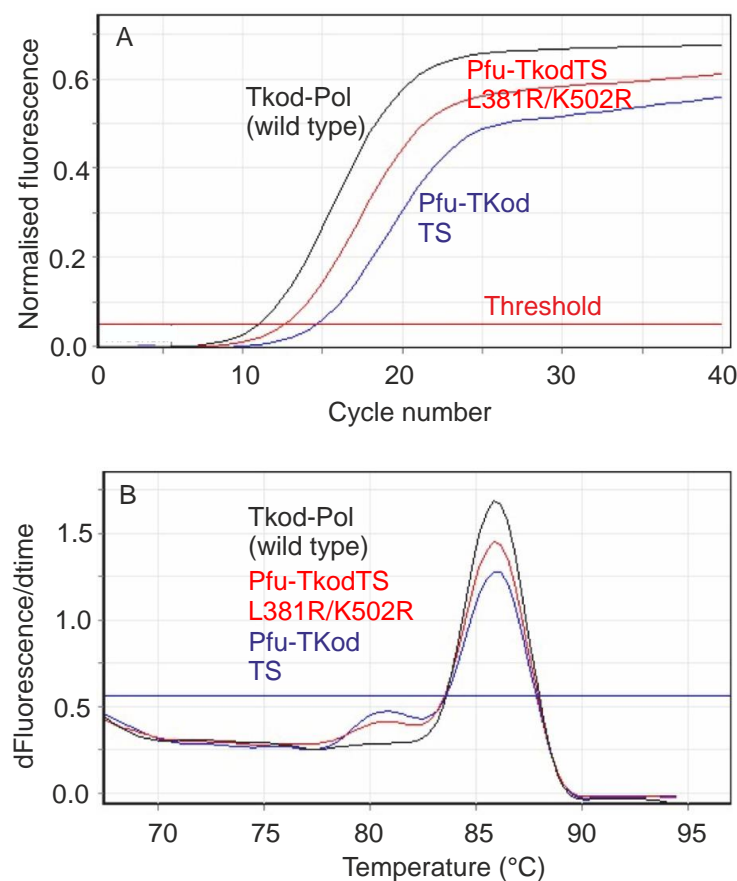 A
Normalised fluorescence
0.6
0.4
0.2
0.0
Tkod-Pol
(wild type)
Pfu-TkodTS
L381R/K502R
Pfu-TKod
TS
Threshold
0
10
20
30
40
Cycle number
B
dFluorescence/dtime
1.5
1.0
0.5
0.0
Tkod-Pol
(wild type)
Pfu-TkodTS
L381R/K502R
Pfu-TKod
TS
70
75
80
85
90
95
Temperature (°C)